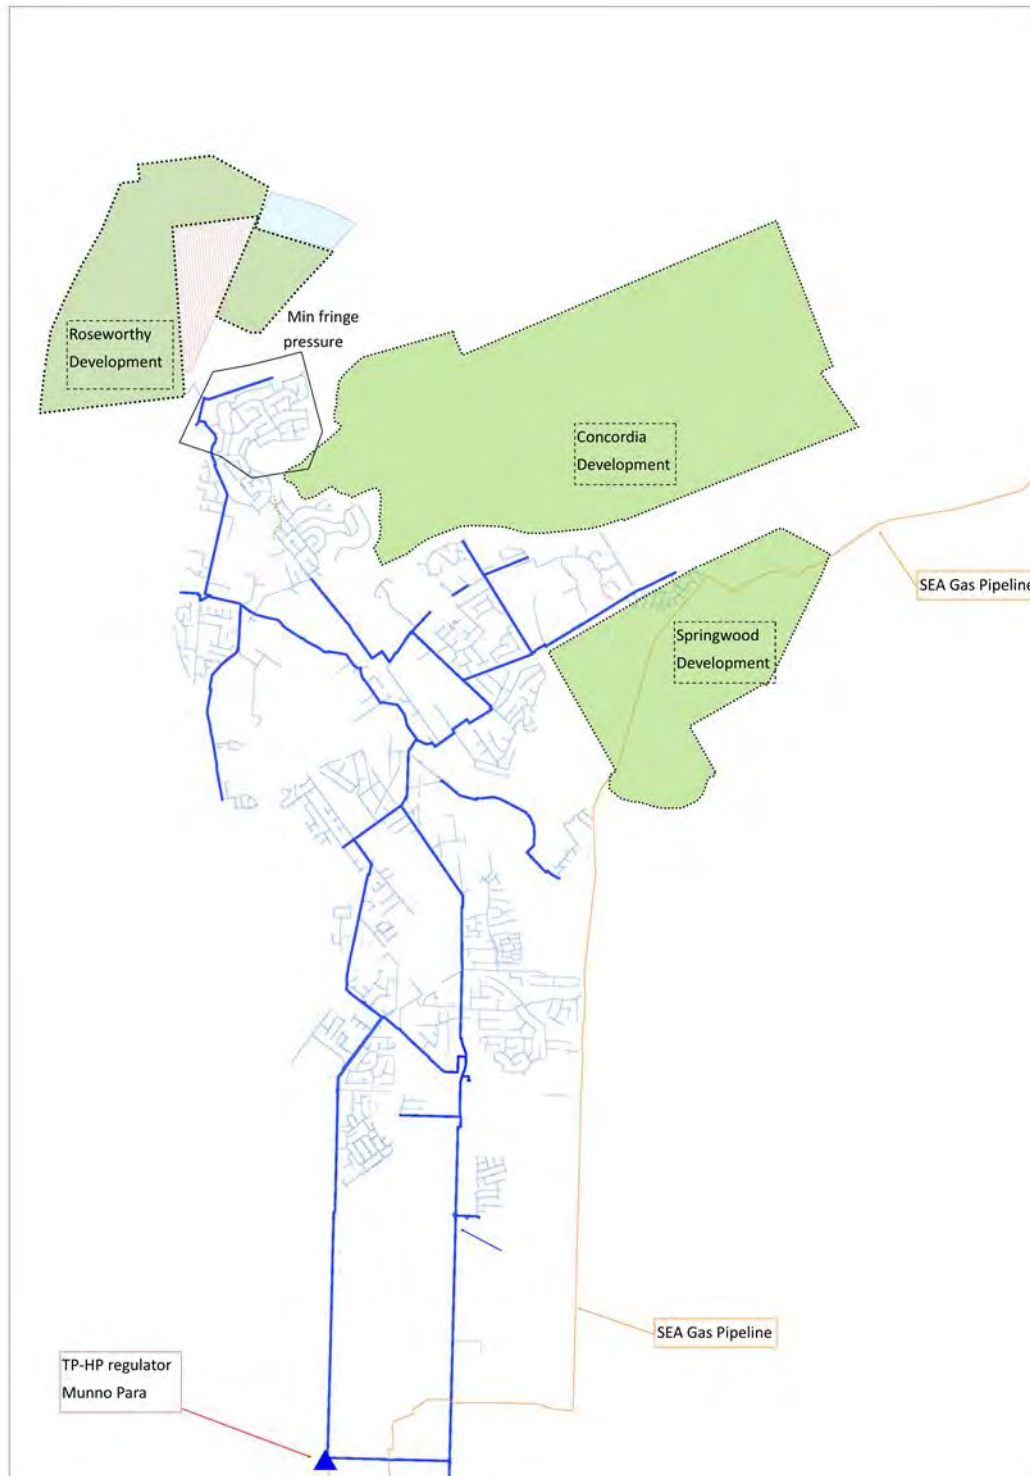 Min fringe
pressure
Roseworthy
Development
Concordia
Development
SEA Gas Pipeline
Springwood
Development
SEA Gas Pipeline
TP-HP regulator
Munno Para